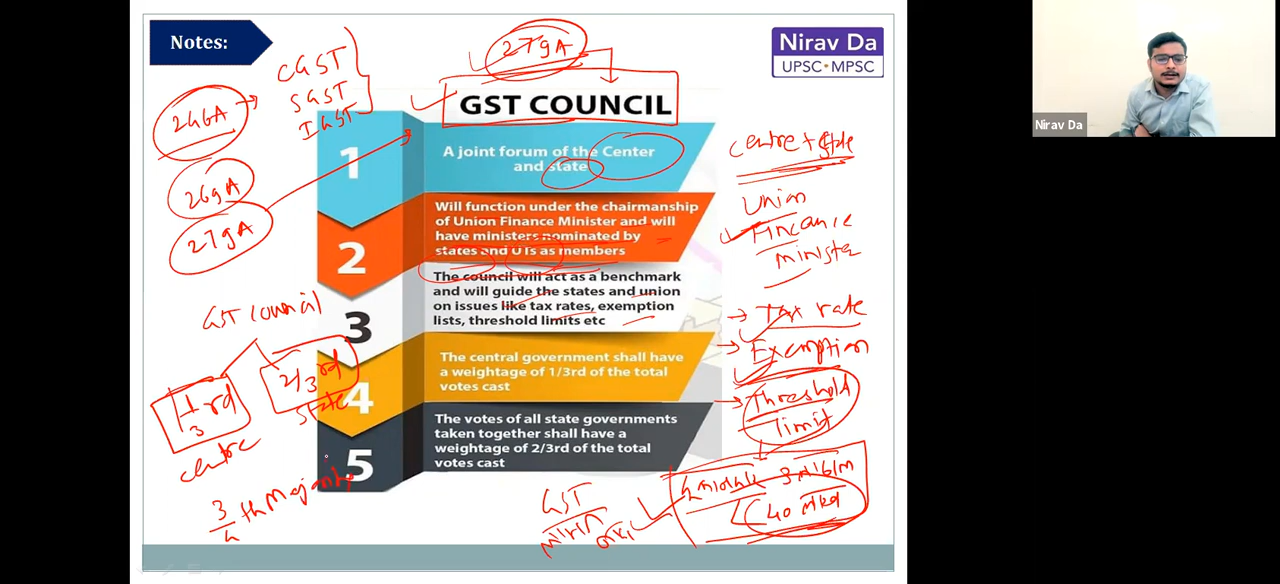 Notes:
279A
Nirav Da
UPSC • MPSC
GST COUNCIL
CGST
SGST
IGST
246A
269A
279A
1
A joint forum of the Center
and state
2
Will function under the chairmanship
of Union Finance Minister and will
have ministers nominated by
states and UTs as members
3
The council will act as a benchmark
and will guide the states and union
on issues like tax rates, exemption
lists, threshold limits etc
4
The central government shall have
a weightage of 1/3rd of the total
votes cast
5
The votes of all state governments
taken together shall have a
weightage of 2/3rd of the total
votes cast
GST council
1/3 rd
centre
2/3rd
state
3/4 th Majority
centre + state
Union
Finance
minister
→ Tax rate
→ Exemption
→ Threshold
limit
GST
40
Nirav Da